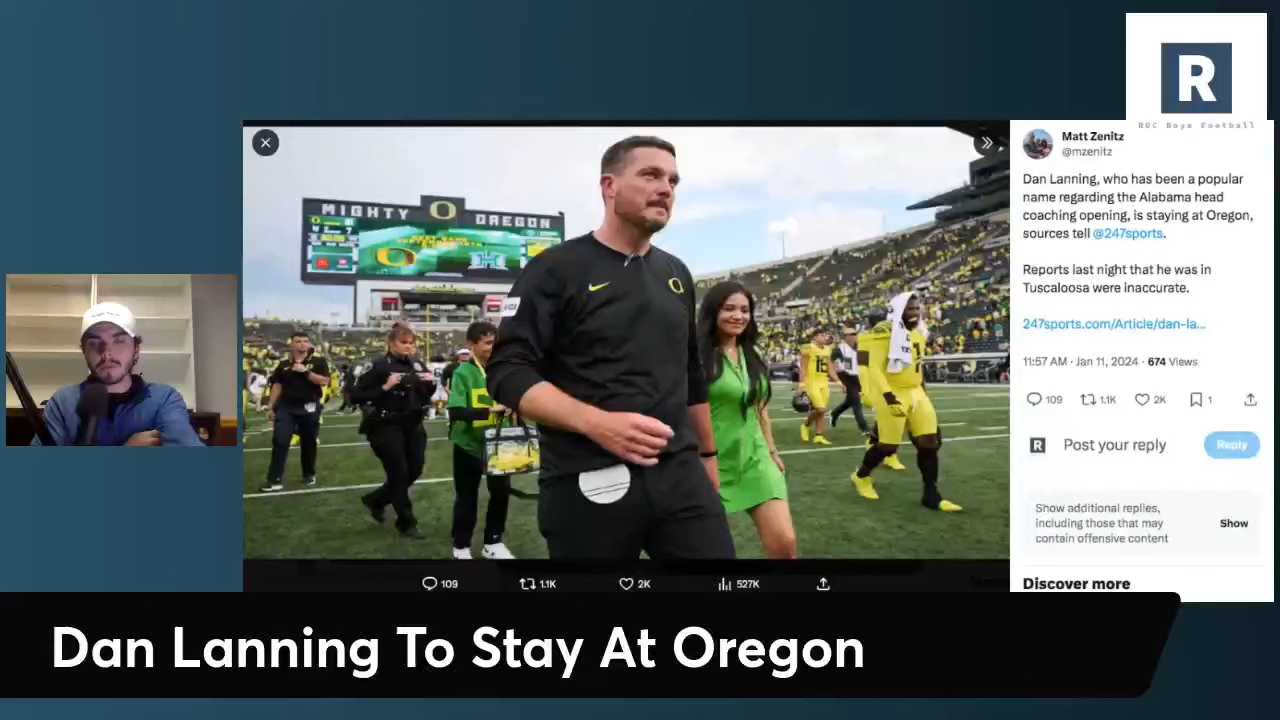 R
ROC Boys Football
Matt Zenitz
@mzenitz
Dan Lanning, who has been a popular
name regarding the Alabama head
coaching opening, is staying at Oregon,
sources tell @247sports.
Reports last night that he was in
Tuscaloosa were inaccurate.
247sports.com/Article/dan-la...
11:57 AM · Jan 11, 2024 · 674 Views
109 1.1K 2K 1
R Post your reply Reply
Show additional replies,
including those that may
contain offensive content
Show
Discover more
MIGHTY O OREGON
O
15
109 1.1K 2K 527K
Dan Lanning To Stay At Oregon